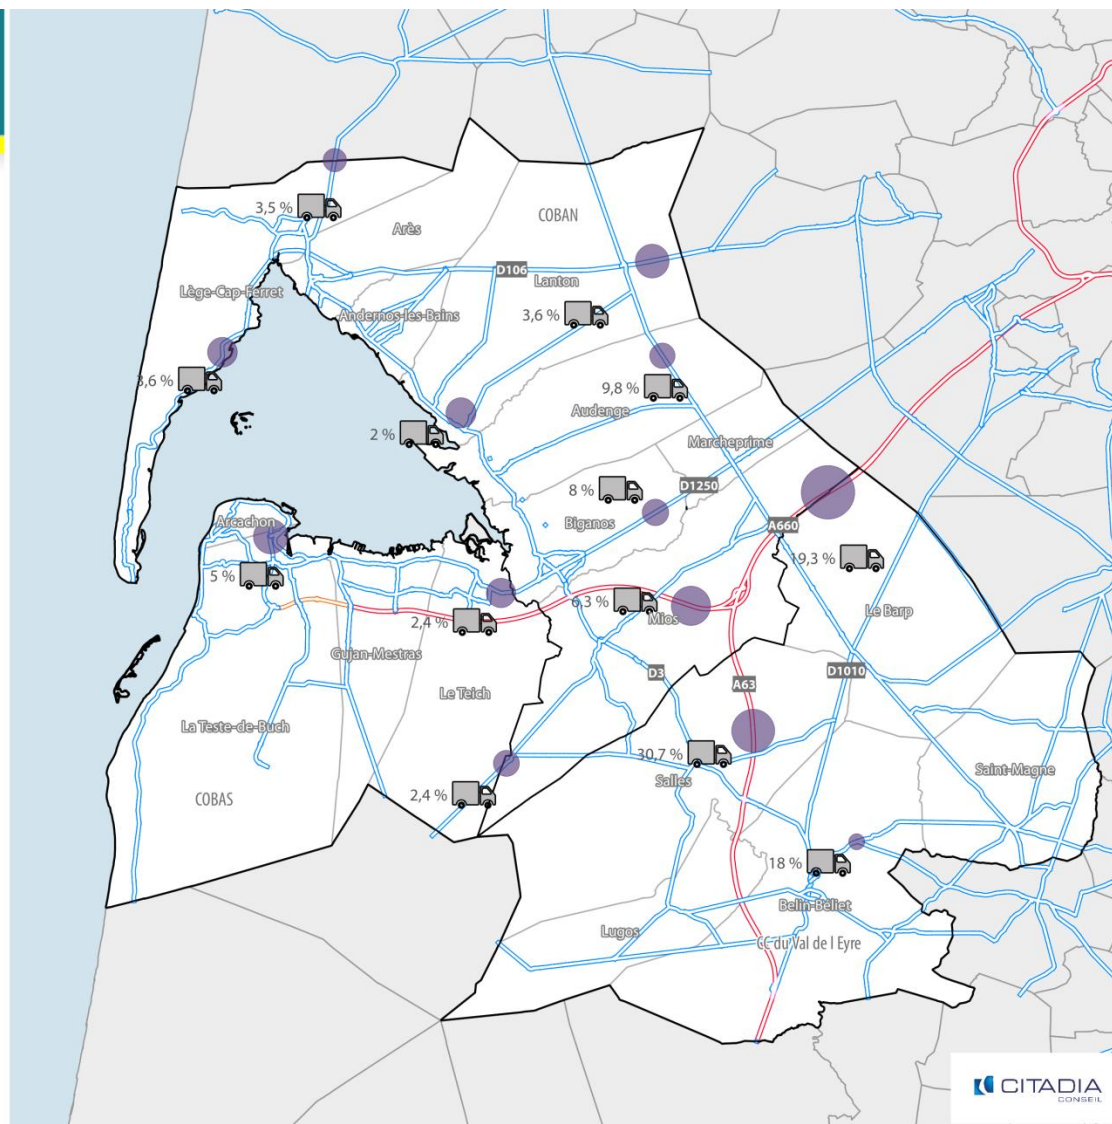 3,5 %
Arès
COBAN
D106
Lanton
Lège-Cap-Ferret
Andernos-les-Bains
3,6 %
3,6 %
9,8 %
Audenge
2 %
Marcheprime
8 %
D1250
Biganos
Arcachon
A660
19,3 %
5 %
6,3 %
Le Barp
2,4 %
Mios
Gujan-Mestras
D3
D1010
A63
Le Teich
La Teste-de-Buch
30,7 %
Salles
Saint-Magne
2,4 %
COBAS
18 %
Belin-Béliet
Lugos
CC du Val de l Eyre
CITADIA
CONSEIL